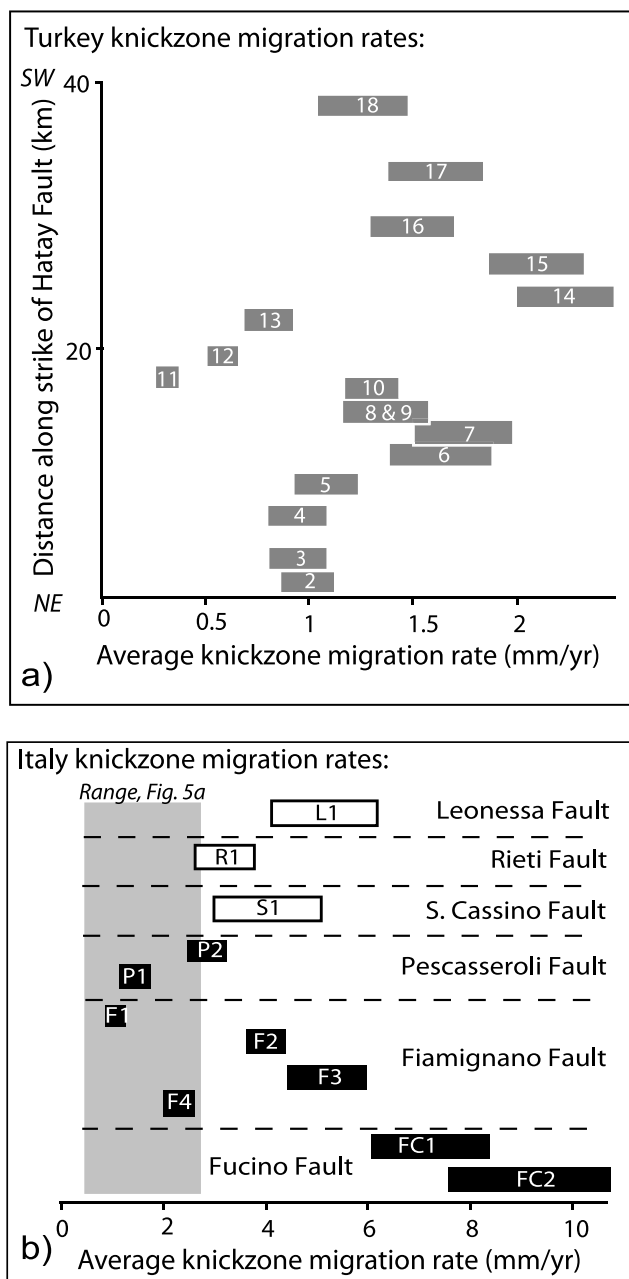 Turkey knickzone migration rates:
SW
40
18
17
16
15
14
13
20
12
11
10
8 & 9
7
6
5
4
3
2
NE
Distance along strike of Hatay Fault (km)
0 0.5 1 1.5 2
Average knickzone migration rate (mm/yr)
a)
Italy knickzone migration rates:
Range, Fig. 5a
L1 Leonessa Fault
R1 Rieti Fault
S1 S. Cassino Fault
P2
P1 Pescasseroli Fault
F1
F2 Fiamignano Fault
F3
F4
FC1
Fucino Fault
FC2
0 2 4 6 8 10
Average knickzone migration rate (mm/yr)
b)